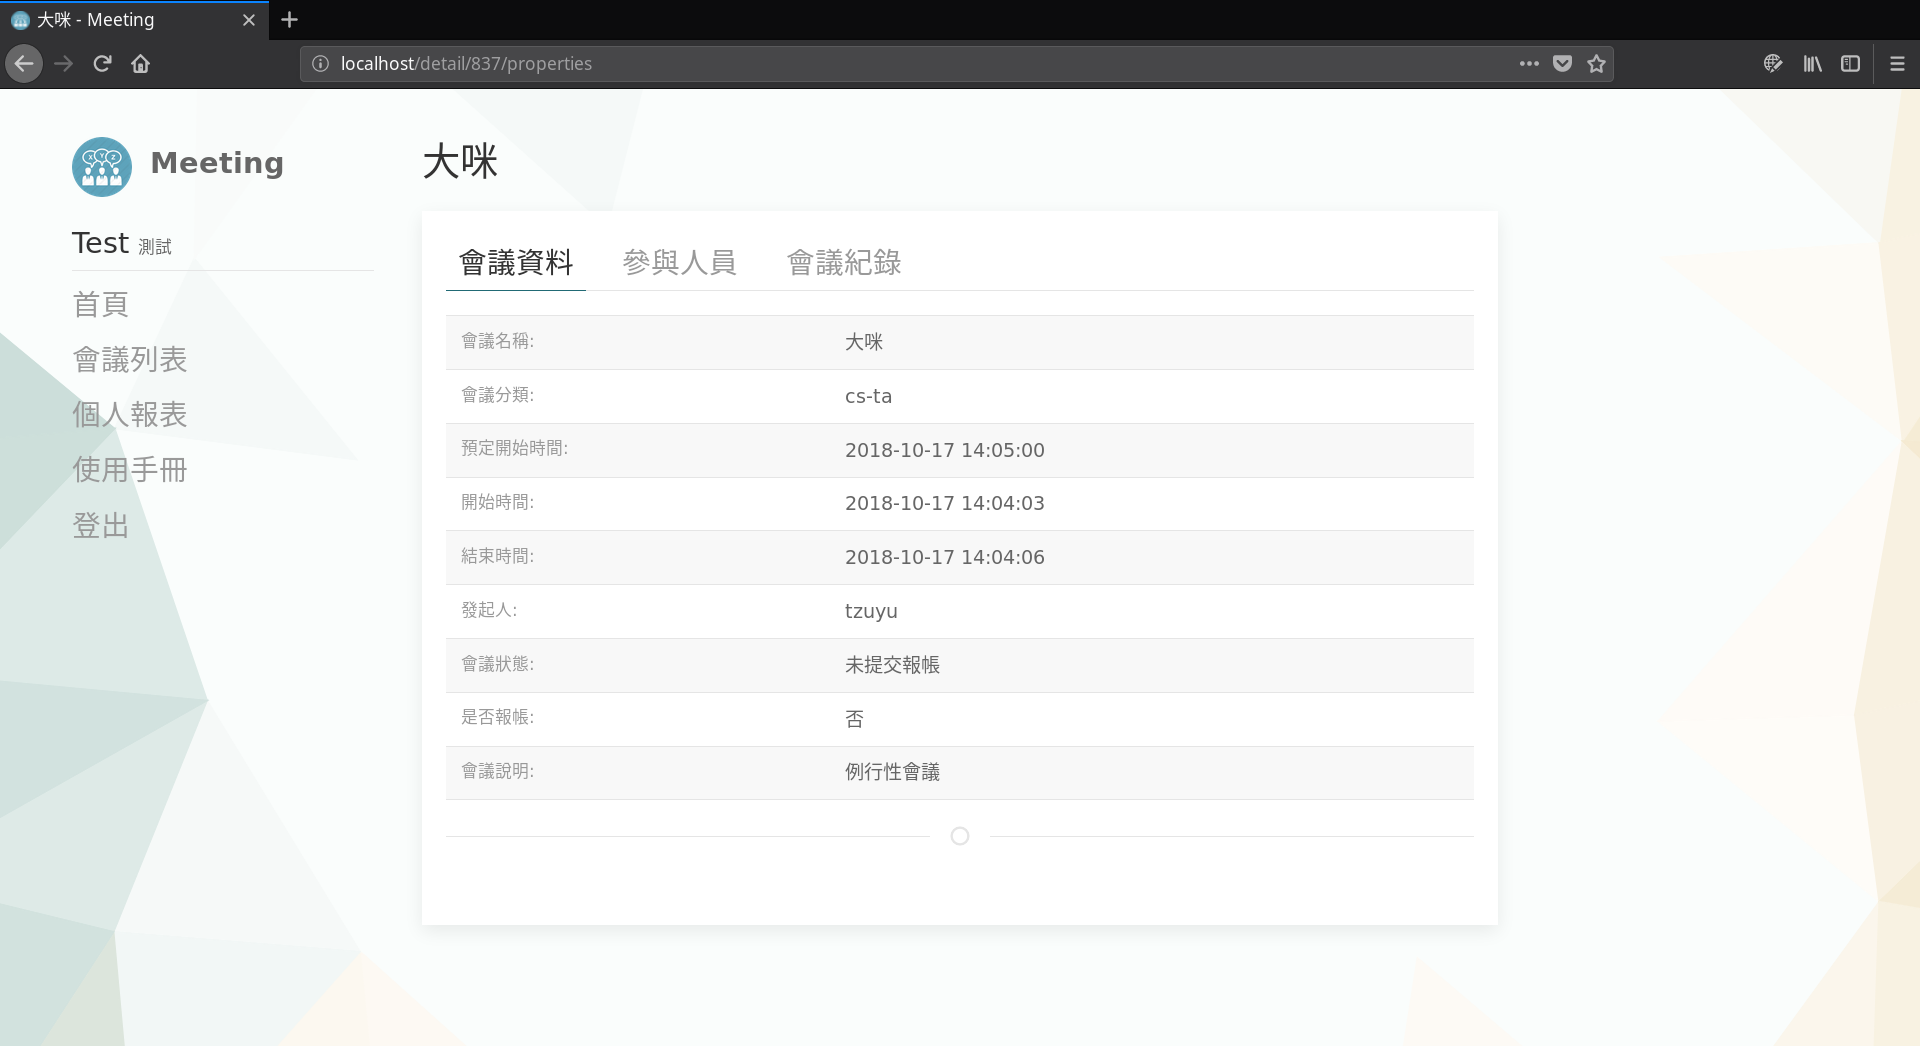 大咪 - Meeting
localhost/detail/837/properties
X Y Z
Meeting
Test 測試
首頁
會議列表
個人報表
使用手冊
登出
大咪
會議資料 參與人員 會議紀錄
會議名稱: 大咪
會議分類: cs-ta
預定開始時間: 2018-10-17 14:05:00
開始時間: 2018-10-17 14:04:03
結束時間: 2018-10-17 14:04:06
發起人: tzuyu
會議狀態: 未提交報帳
是否報帳: 否
會議說明: 例行性會議